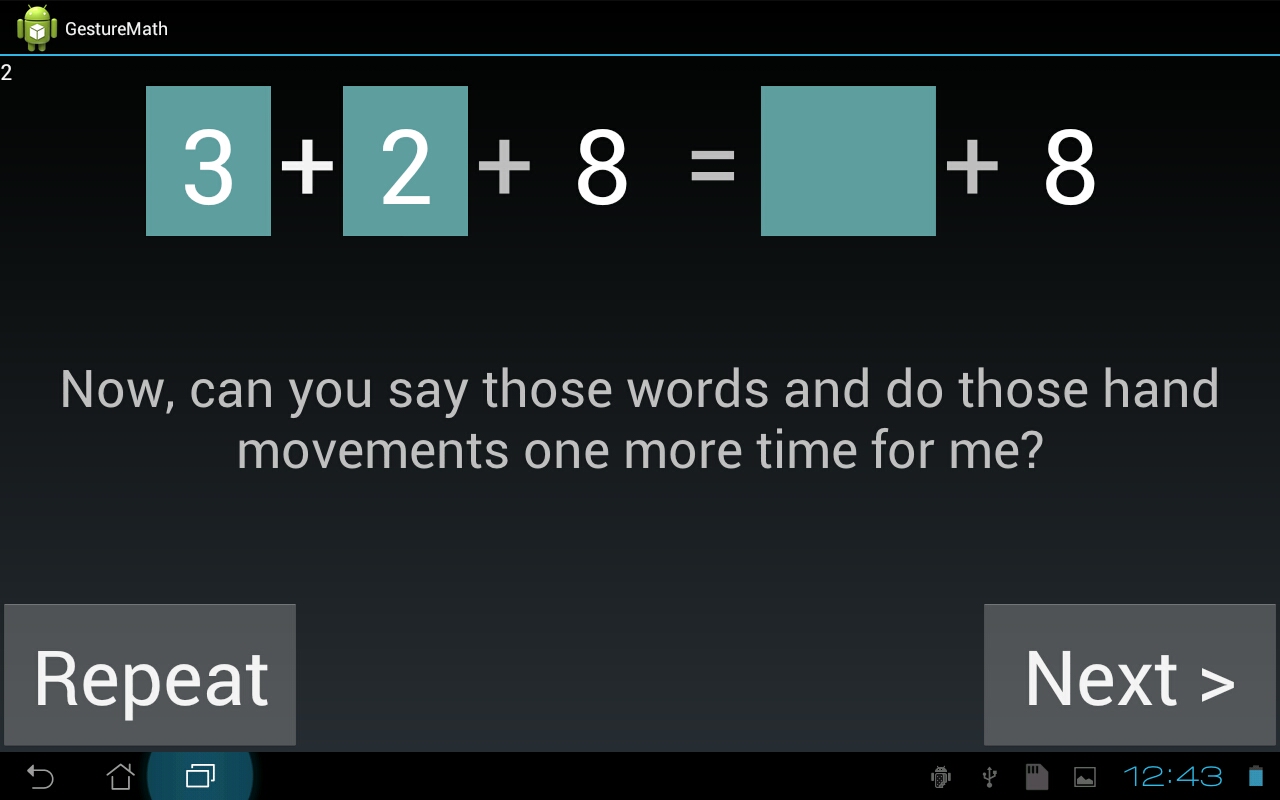 GestureMath
2
3 + 2 + 8 = + 8
Now, can you say those words and do those hand
movements one more time for me?
Repeat
Next >
12:43